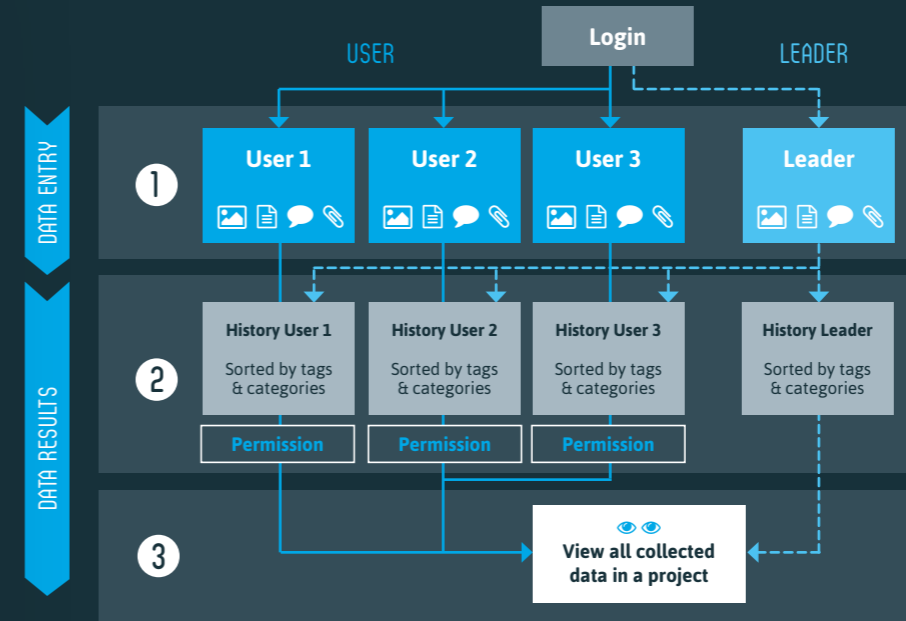 Login
USER
LEADER
DATA ENTRY
1
User 1
User 2
User 3
Leader
DATA RESULTS
2
History User 1
Sorted by tags
& categories
History User 2
Sorted by tags
& categories
History User 3
Sorted by tags
& categories
History Leader
Sorted by tags
& categories
Permission
Permission
Permission
3
View all collected
data in a project